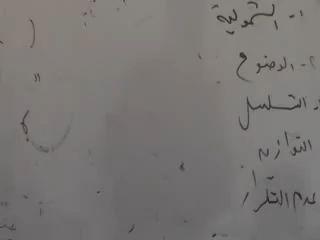 ١- الشمولية
٢- الوضوح
التسلسل
التوازن
عدم التكرار